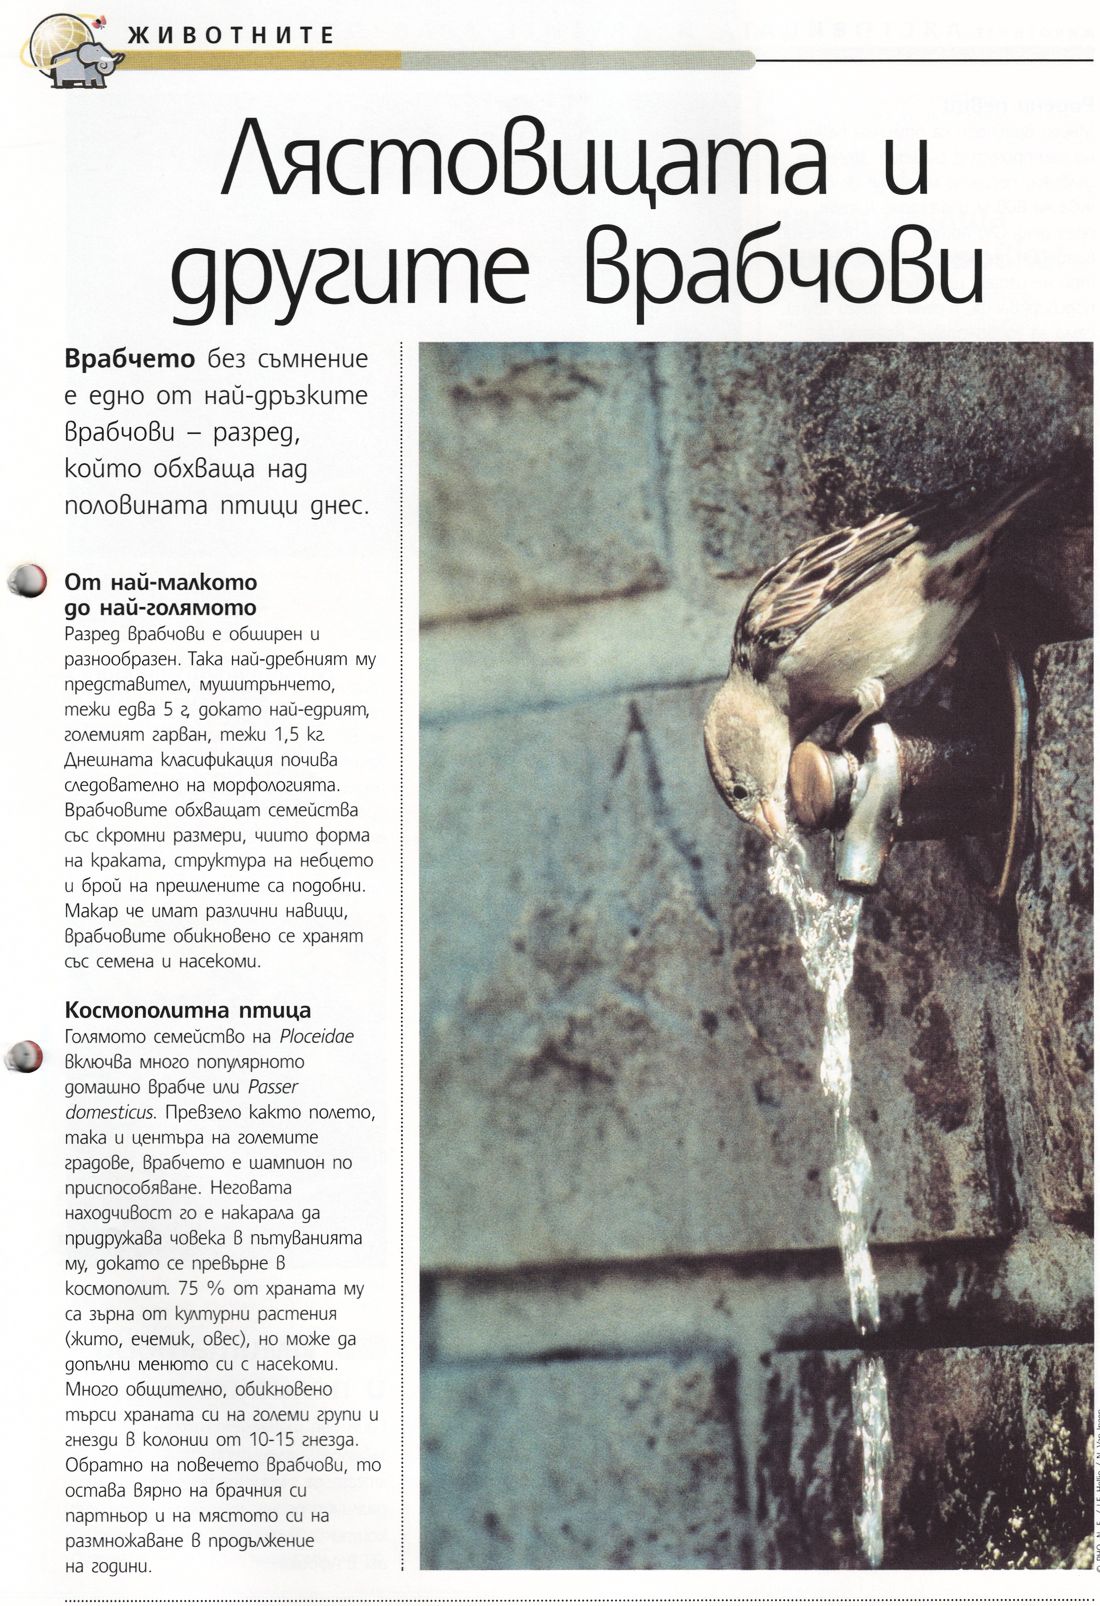 ЖИВОТНИТЕ
Лястовицата и
другите врабчови
Врабчето без съмнение
е едно от най-дръзките
врабчови – разред,
който обхваща над
половината птици днес.
От най-малкото
до най-голямото
Разред врабчови е обширен и
разнообразен. Така най-дребният му
представител, мушитрънчето,
тежи едва 5 г, докато най-едрият,
големият гарван, тежи 1,5 кг.
Днешната класификация почива
следователно на морфологията.
Врабчовите обхващат семейства
със скромни размери, чиито форма
на краката, структура на небцето
и брой на прешлените са подобни.
Макар че имат различни навици,
врабчовите обикновено се хранят
със семена и насекоми.
Космополитна птица
Голямото семейство на Ploceidae
включва много популярното
домашно врабче или Passer
domesticus. Превзело както полето,
така и центъра на големите
градове, врабчето е шампион по
приспособяване. Неговата
находчивост го е накарала да
придружава човека в пътуванията
му, докато се превърне в
космополит. 75 % от храната му
са зърна от културни растения
(жито, ечемик, овес), но може да
допълни менюто си с насекоми.
Много общително, обикновено
търси храната си на големи групи и
гнезди в колонии от 10-15 гнезда.
Обратно на повечето врабчови, то
остава вярно на брачния си
партньор и на мястото си на
размножаване в продължение
на години.